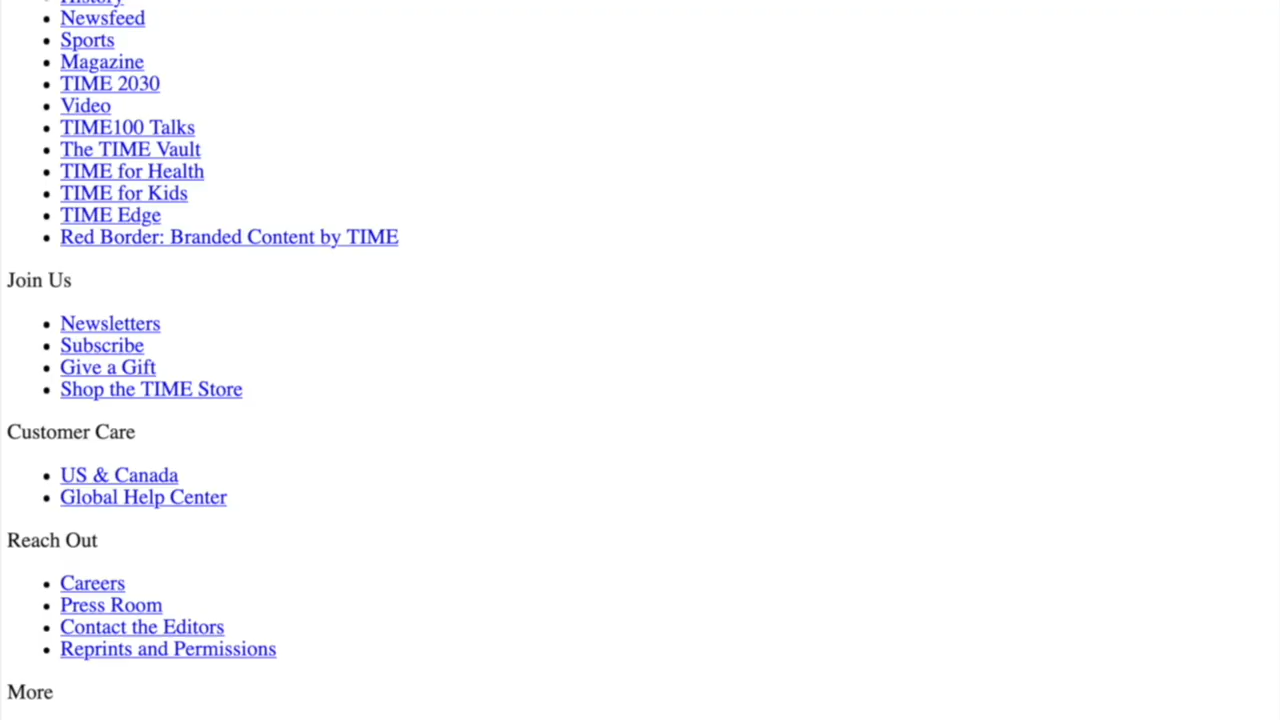 History
Newsfeed
Sports
Magazine
TIME 2030
Video
TIME100 Talks
The TIME Vault
TIME for Health
TIME for Kids
TIME Edge
Red Border: Branded Content by TIME
Join Us
Newsletters
Subscribe
Give a Gift
Shop the TIME Store
Customer Care
US & Canada
Global Help Center
Reach Out
Careers
Press Room
Contact the Editors
Reprints and Permissions
More